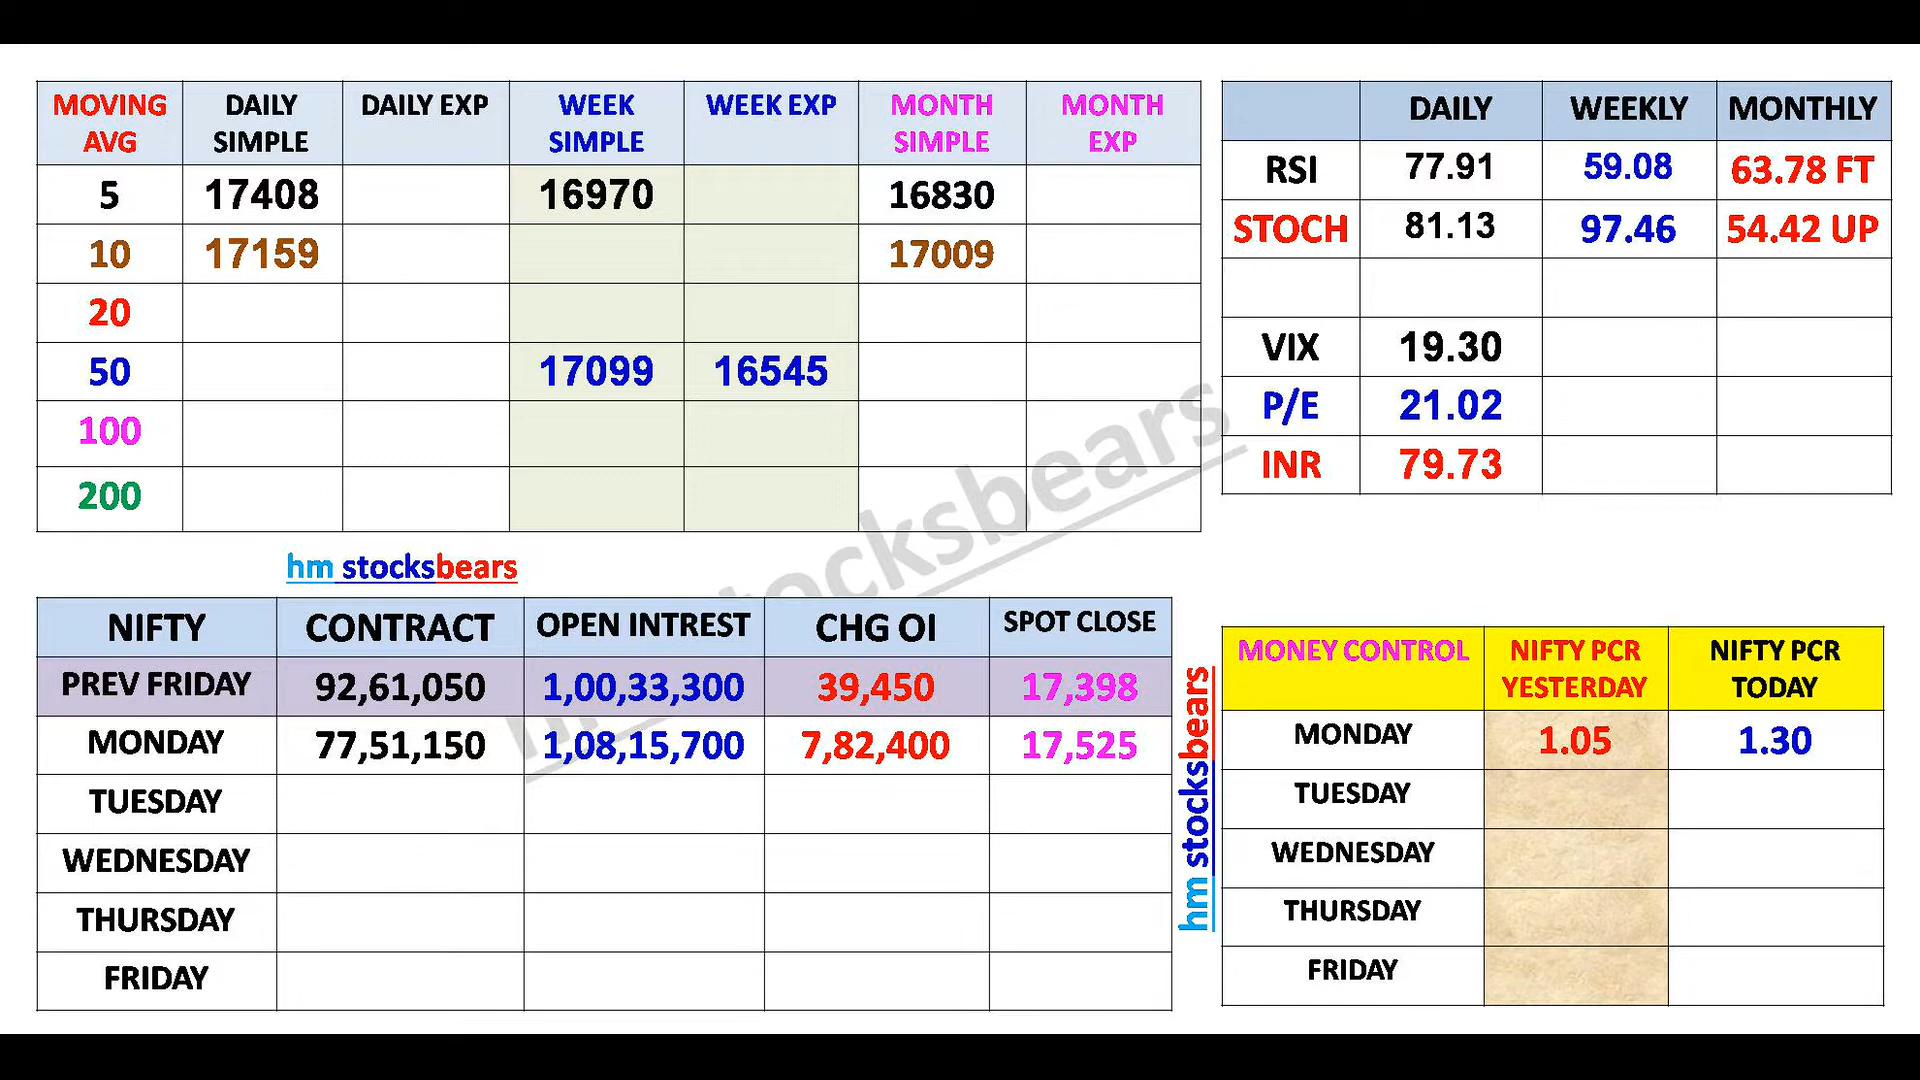 MOVING AVG DAILY SIMPLE DAILY EXP WEEK SIMPLE WEEK EXP MONTH SIMPLE MONTH EXP
5 17408 16970 16830
10 17159 17009
20
50 17099 16545
100
200
DAILY WEEKLY MONTHLY
RSI 77.91 59.08 63.78 FT
STOCH 81.13 97.46 54.42 UP
VIX 19.30
P/E 21.02
INR 79.73
hm stocksbears
NIFTY CONTRACT OPEN INTREST CHG OI SPOT CLOSE
PREV FRIDAY 92,61,050 1,00,33,300 39,450 17,398
MONDAY 77,51,150 1,08,15,700 7,82,400 17,525
TUESDAY
WEDNESDAY
THURSDAY
FRIDAY
hm stocksbears
MONEY CONTROL NIFTY PCR YESTERDAY NIFTY PCR TODAY
MONDAY 1.05 1.30
TUESDAY
WEDNESDAY
THURSDAY
FRIDAY